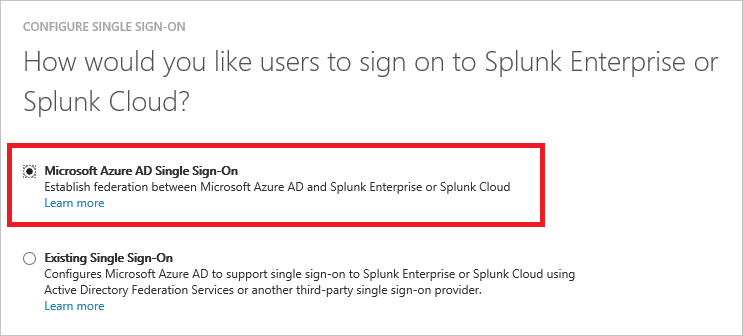 CONFIGURE SINGLE SIGN-ON
How would you like users to sign on to Splunk Enterprise or
Splunk Cloud?
Microsoft Azure AD Single Sign-On
Establish federation between Microsoft Azure AD and Splunk Enterprise or Splunk Cloud
Learn more
Existing Single Sign-On
Configures Microsoft Azure AD to support single sign-on to Splunk Enterprise or Splunk Cloud using
Active Directory Federation Services or another third-party single sign-on provider.
Learn more